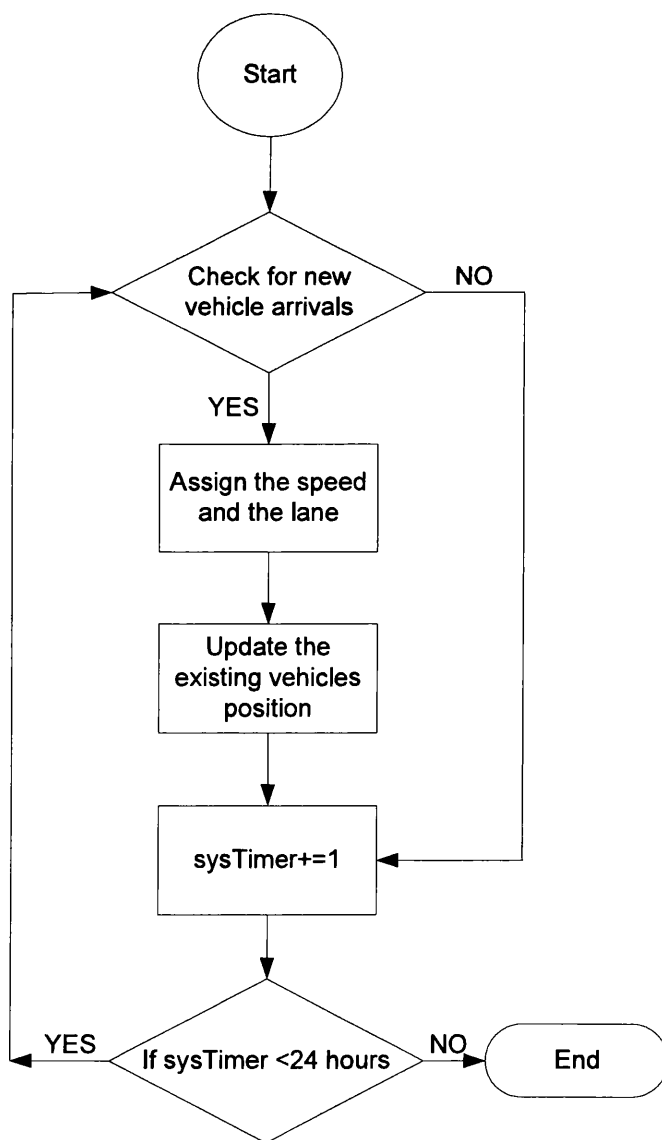 Start
Check for new
vehicle arrivals
NO
YES
Assign the speed
and the lane
Update the
existing vehicles
position
sysTimer+=1
YES
If sysTimer <24 hours
NO
End